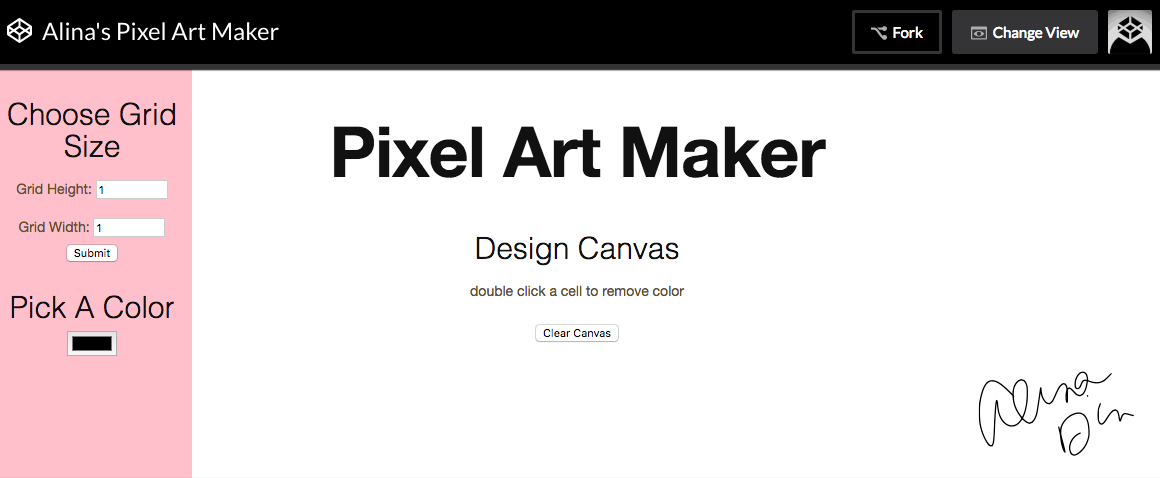 Alina's Pixel Art Maker
Fork
Change View
Choose Grid
Size
Grid Height: 1
Grid Width: 1
Submit
Pick A Color
Pixel Art Maker
Design Canvas
double click a cell to remove color
Clear Canvas
Alina